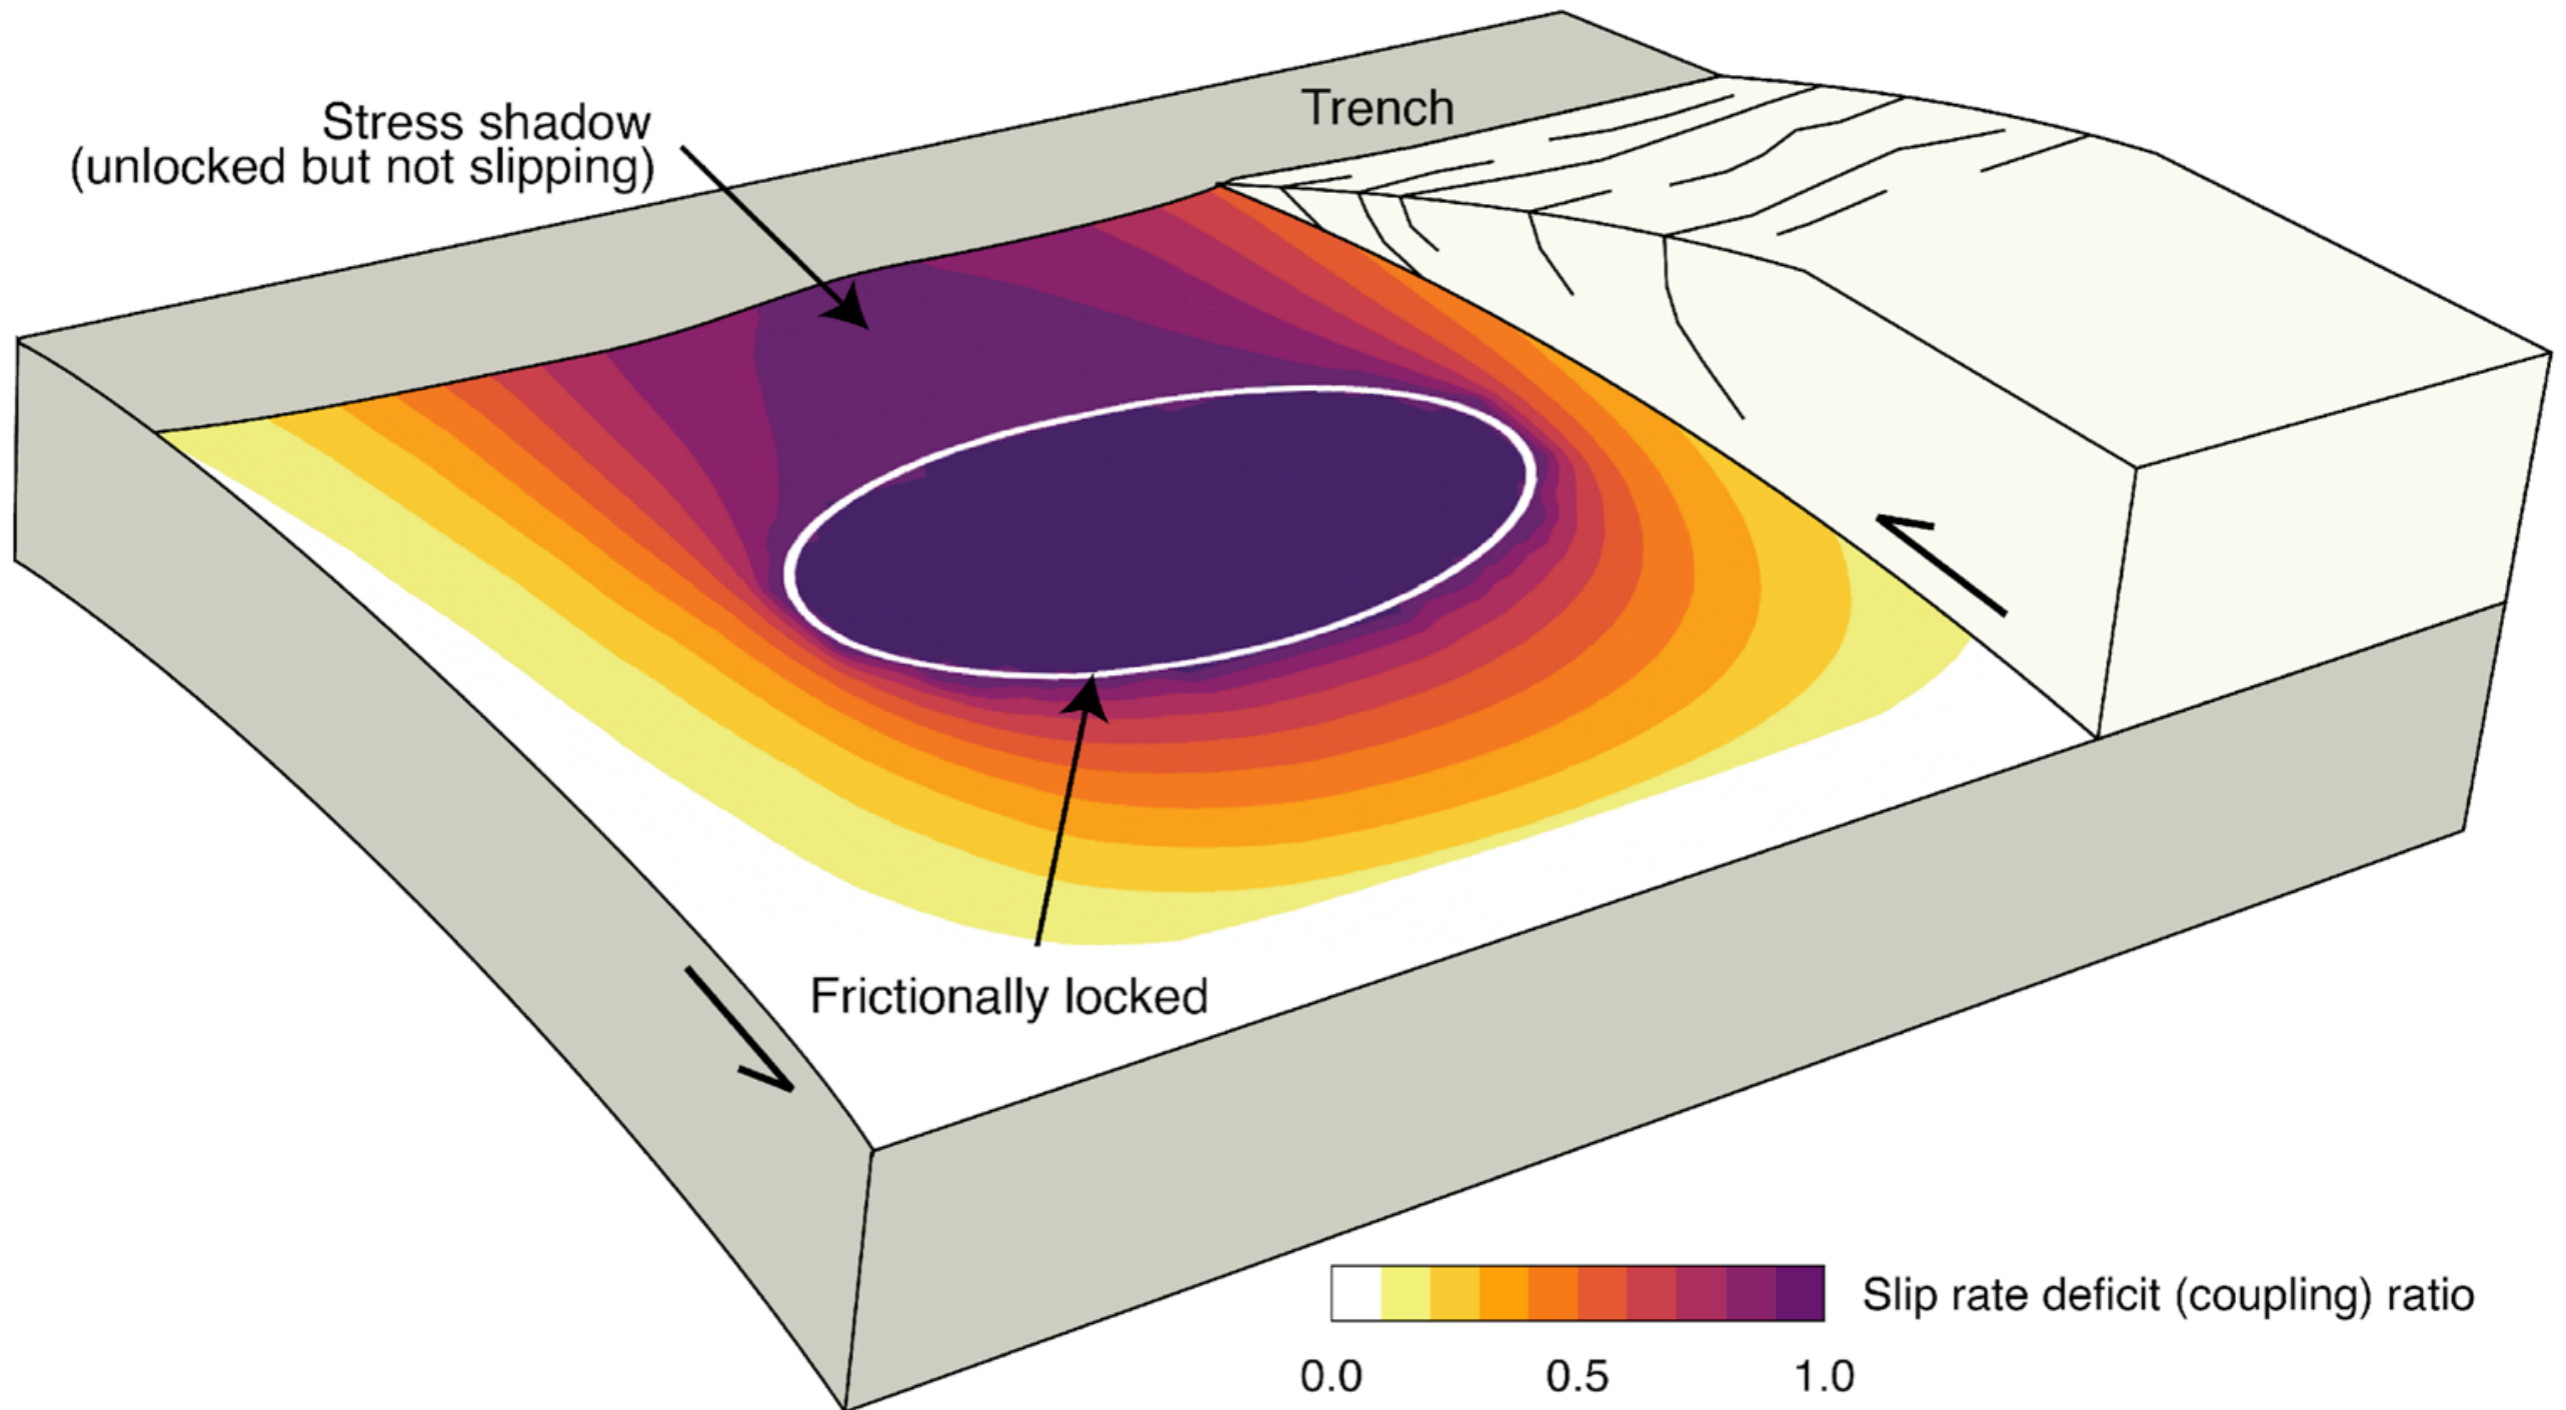 Trench
Stress shadow
(unlocked but not slipping)
Frictionally locked
Slip rate deficit (coupling) ratio
0.0 0.5 1.0